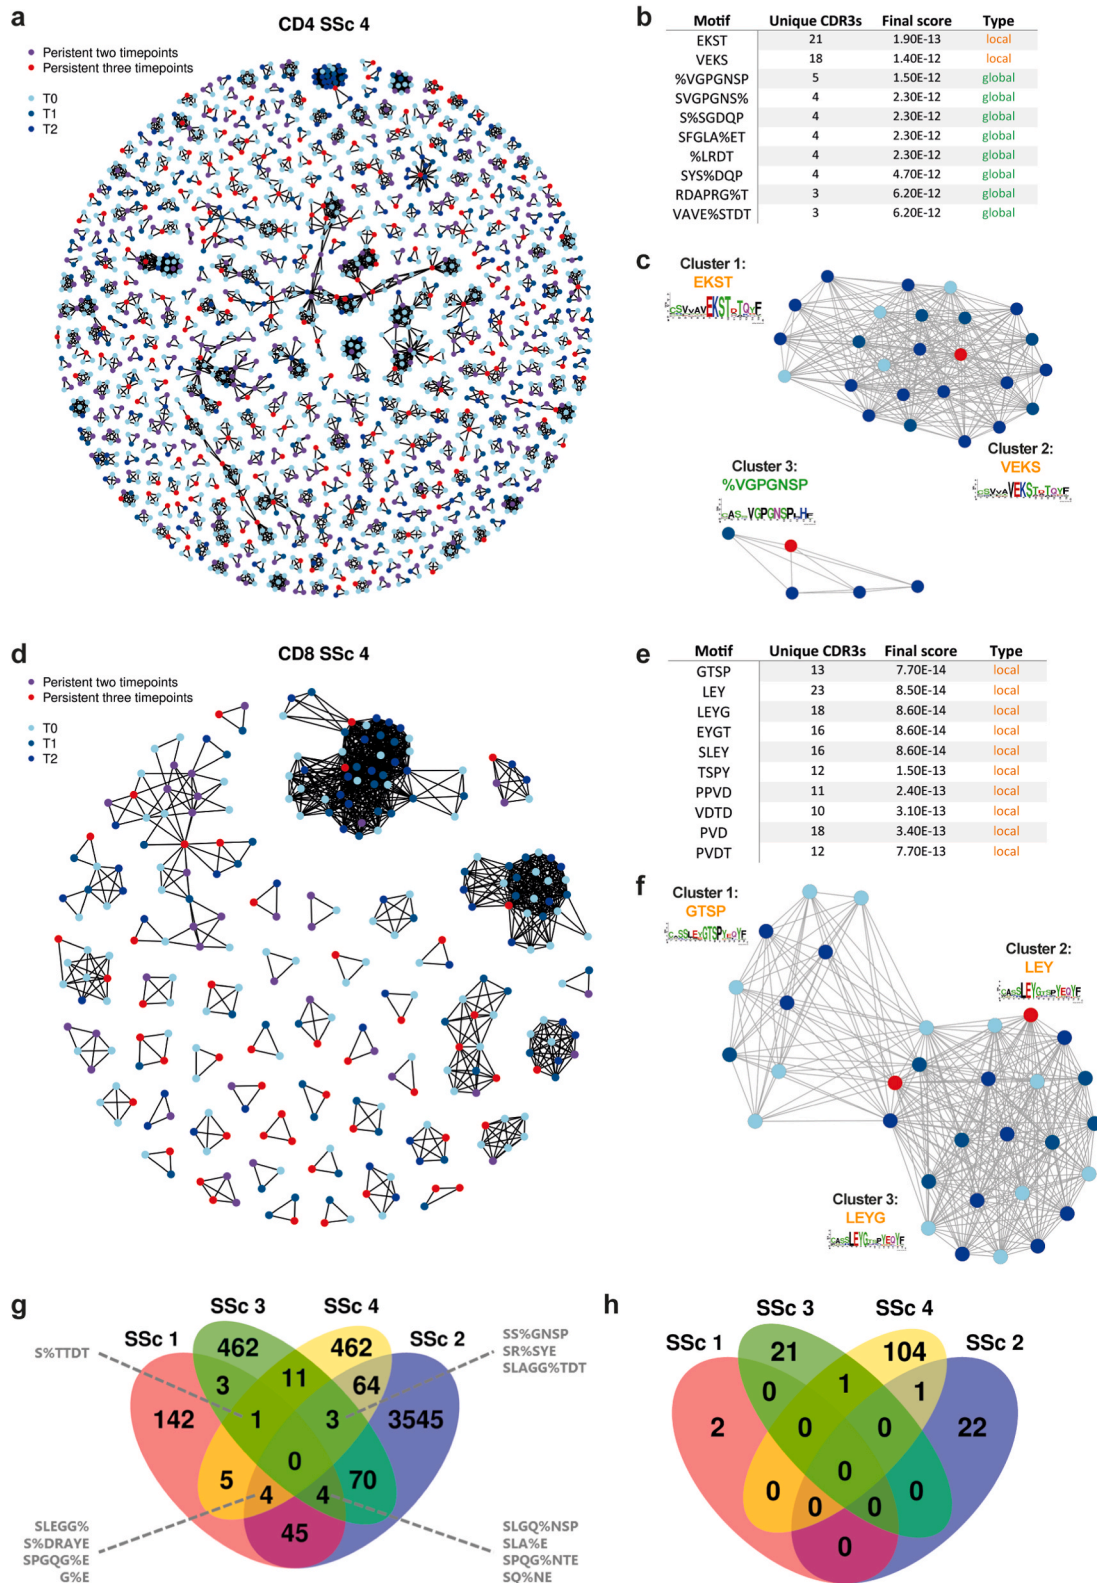 a
CD4 SSc 4
Peristent two timepoints
Persistent three timepoints
T0
T1
T2
b
Motif Unique CDR3s Final score Type
EKST 21 1.90E-13 local
VEKS 18 1.40E-12 local
%VGPGNSP 5 1.50E-12 global
SVGPGNS% 4 2.30E-12 global
S%SGDQP 4 2.30E-12 global
SFGLA%ET 4 2.30E-12 global
%LRDT 4 2.30E-12 global
SYS%DQP 4 4.70E-12 global
RDAPRG%T 3 6.20E-12 global
VAVE%STDT 3 6.20E-12 global
c
Cluster 1:
EKST
Cluster 2:
VEKS
Cluster 3:
%VGPGNSP
d
CD8 SSc 4
Peristent two timepoints
Persistent three timepoints
T0
T1
T2
e
Motif Unique CDR3s Final score Type
GTSP 13 7.70E-14 local
LEY 23 8.50E-14 local
LEYG 18 8.60E-14 local
EYGT 16 8.60E-14 local
SLEY 16 8.60E-14 local
TSPY 12 1.50E-13 local
PPVD 11 2.40E-13 local
VDTD 10 3.10E-13 local
PVD 18 3.40E-13 local
PVDT 12 7.70E-13 local
f
Cluster 1:
GTSP
Cluster 2:
LEY
Cluster 3:
LEYG
g
SSc 1
SSc 3
SSc 4
SSc 2
S%TTDT
SS%GNSP
SR%SYE
SLAGG%TDT
462
462
3
11
64
142
1
3
3545
0
5
4
4
70
45
SLEGG%
S%DRAYE
SPGQG%E
G%E
SLGQ%NSP
SLA%E
SPQG%NTE
SQ%NE
h
SSc 1
SSc 3
SSc 4
SSc 2
21
104
0
1
1
2
0
0
22
0
0
0
0
0
0